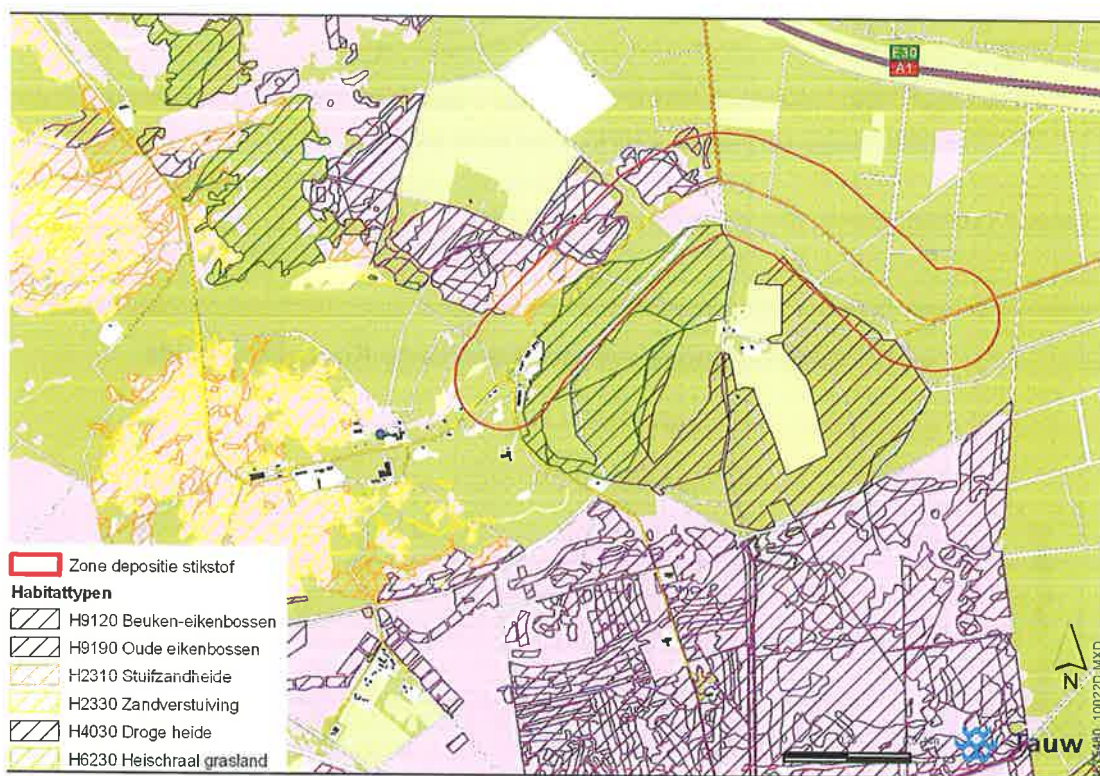 E30
A1
Zone depositie stikstof
Habitattypen
H9120 Beuken-eikenbossen
H9190 Oude eikenbossen
H2310 Stuifzandheide
H2330 Zandverstuiving
H4030 Droge heide
H6230 Heischraal grasland
N
Tauw